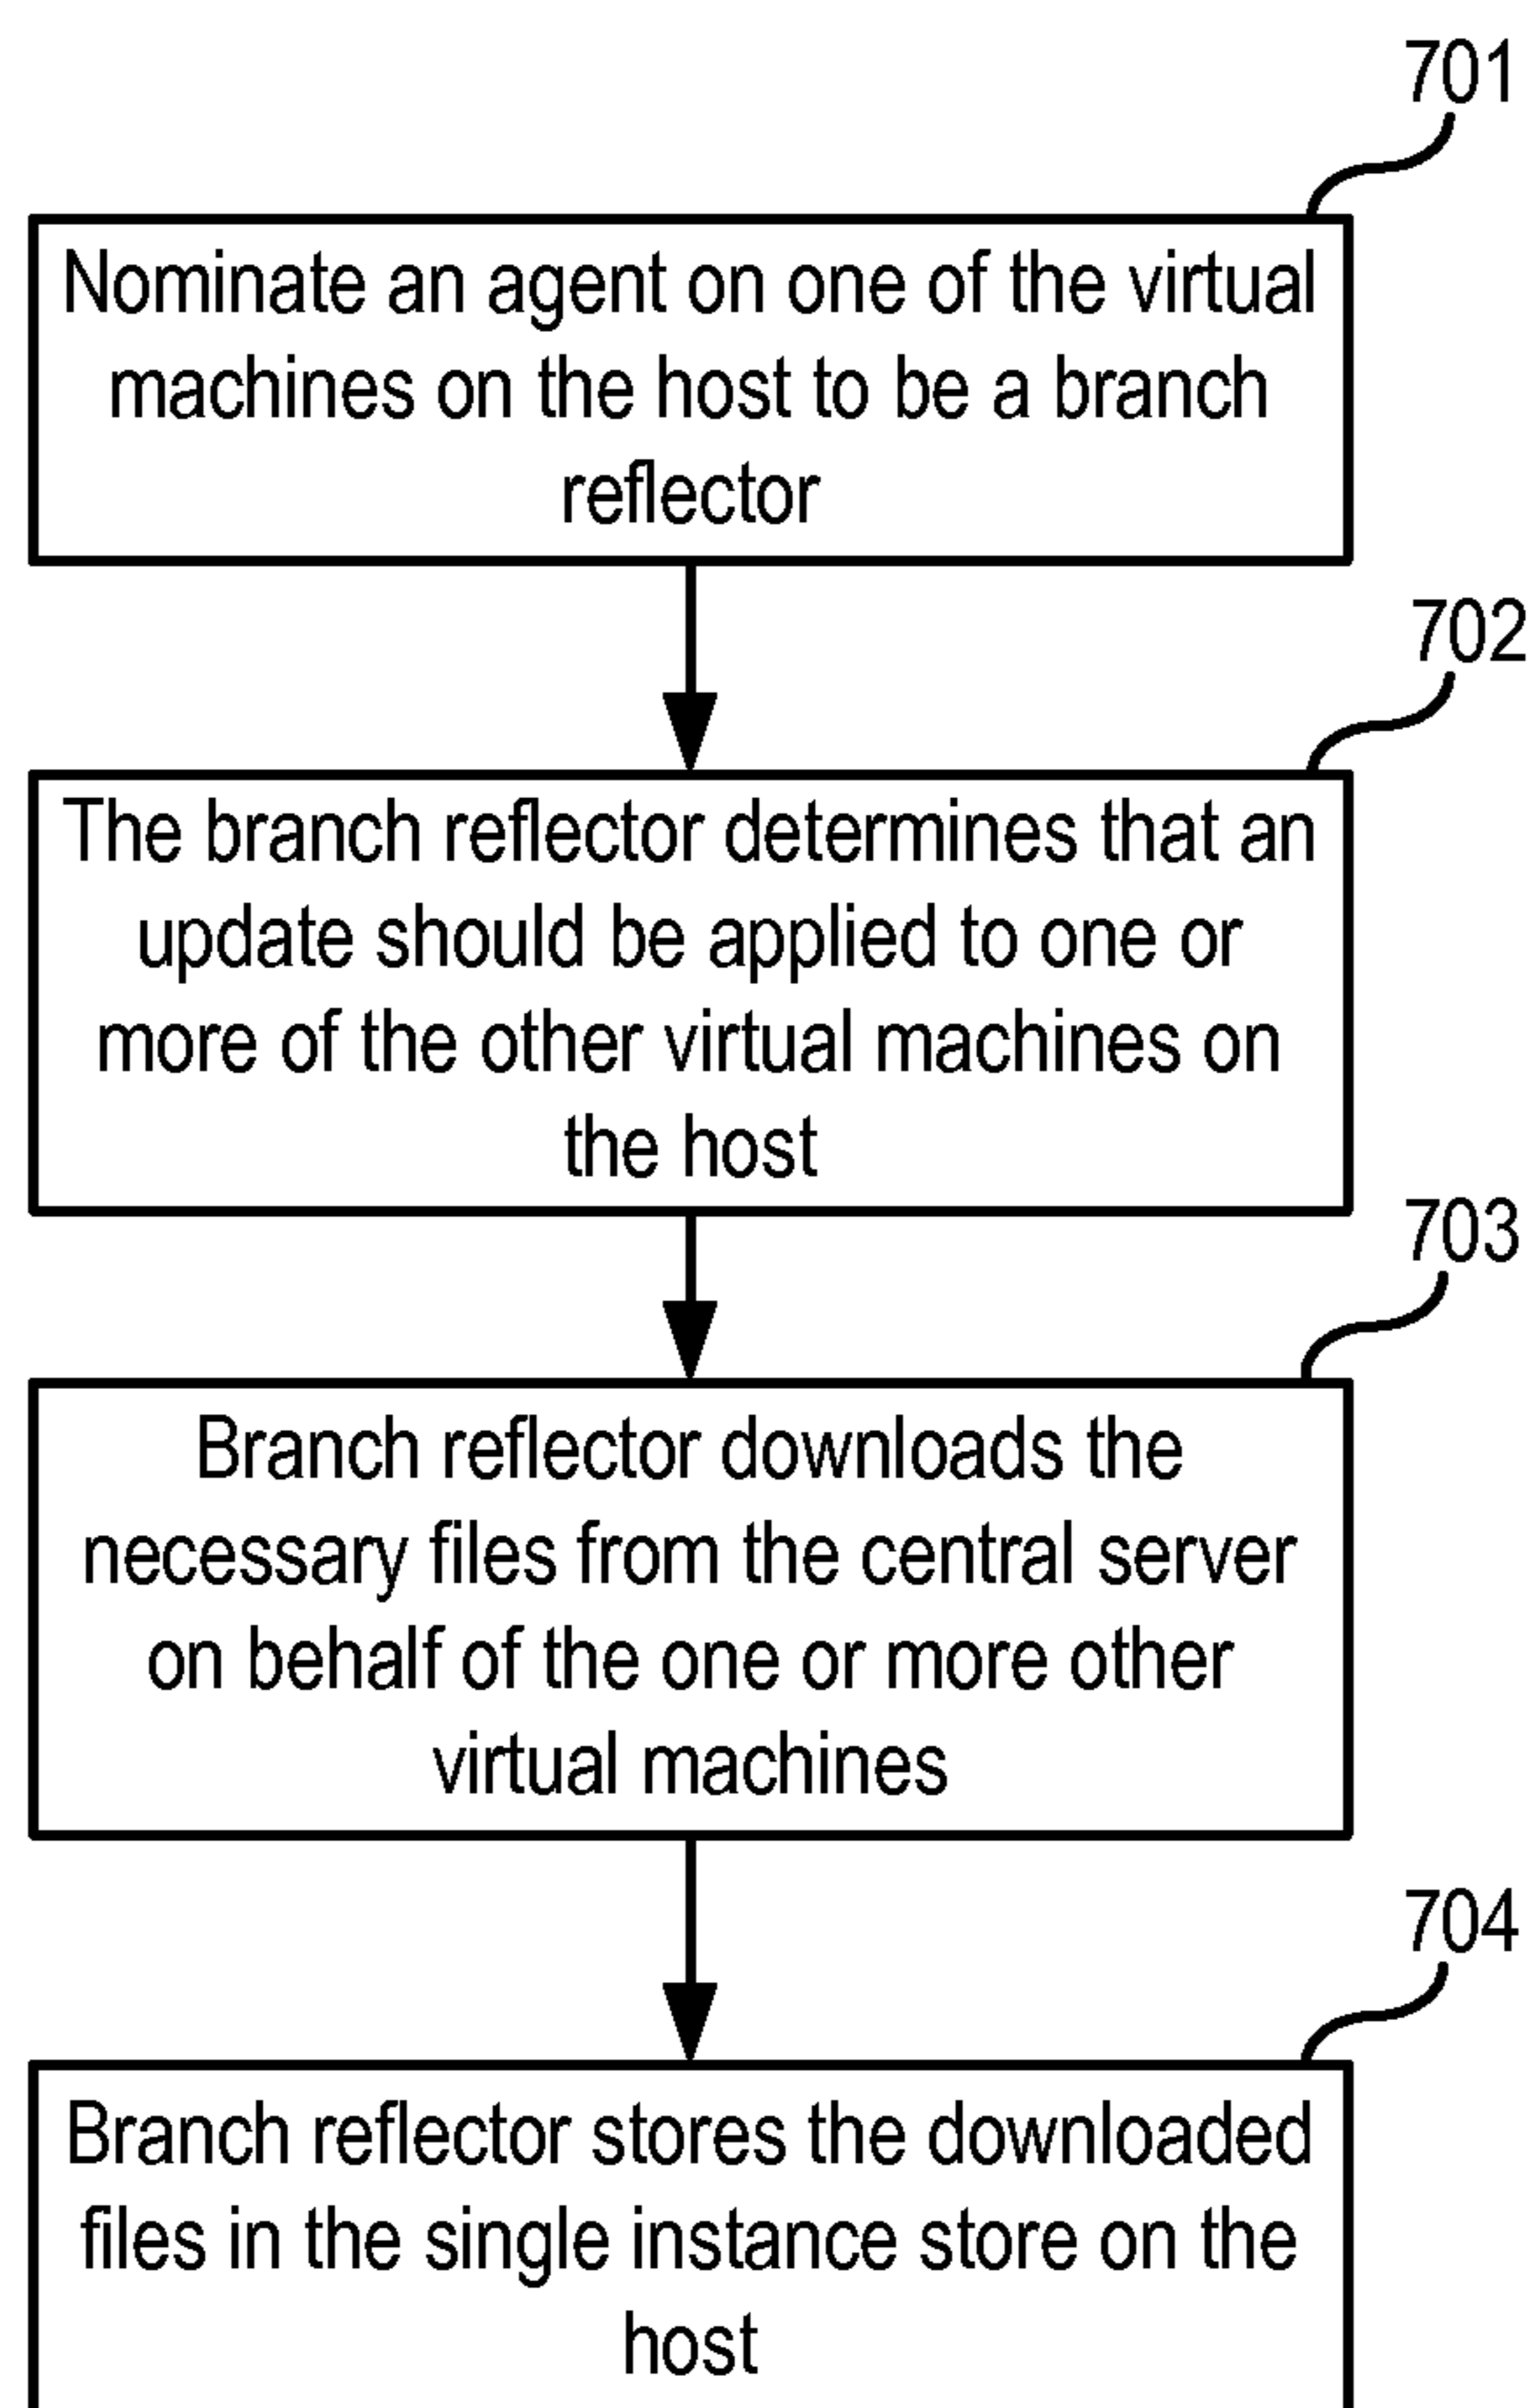 701
Nominate an agent on one of the virtual
machines on the host to be a branch
reflector
702
The branch reflector determines that an
update should be applied to one or
more of the other virtual machines on
the host
703
Branch reflector downloads the
necessary files from the central server
on behalf of the one or more other
virtual machines
704
Branch reflector stores the downloaded
files in the single instance store on the
host